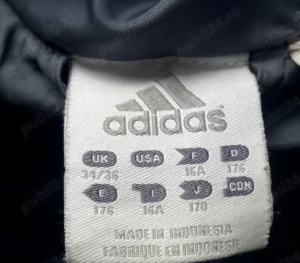 adidas
UK USA F D
34/36 16A 176
E I J CDN
176 16A 170
MADE IN INDONESIA
FABRIQUE EN INDONESIE